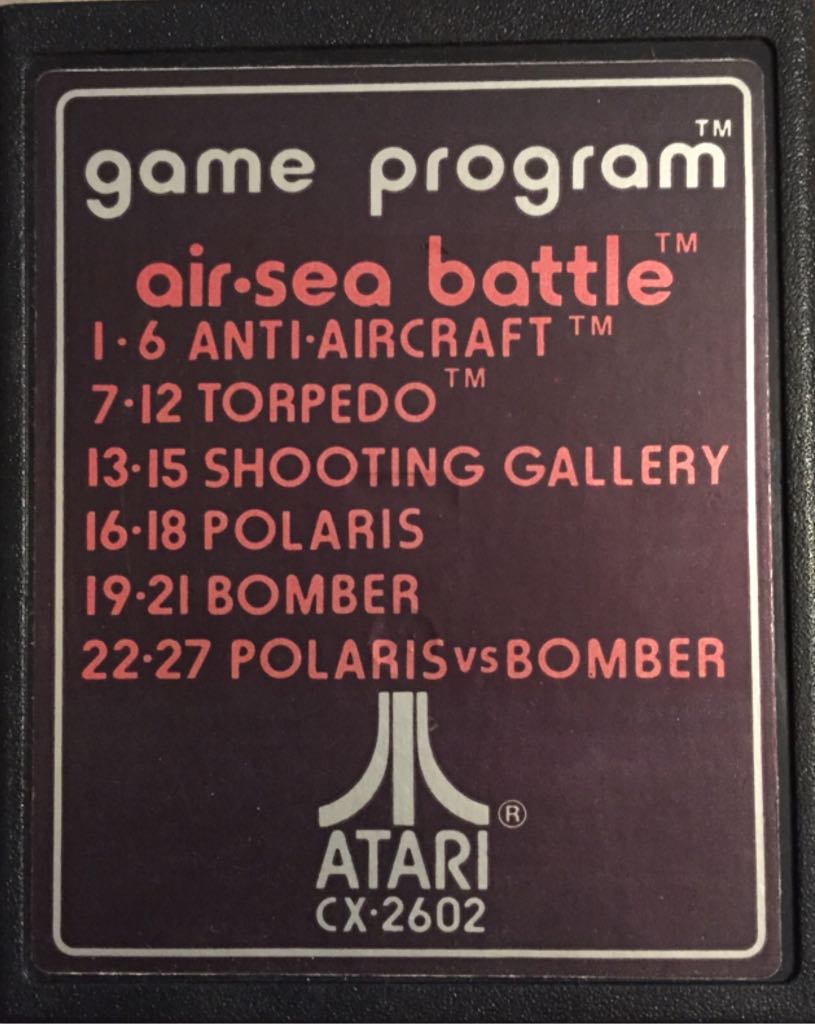 game program™
air·sea battle™
1·6 ANTI·AIRCRAFT™
7·12 TORPEDO™
13·15 SHOOTING GALLERY
16·18 POLARIS
19·21 BOMBER
22·27 POLARIS vs BOMBER
ATARI®
CX·2602